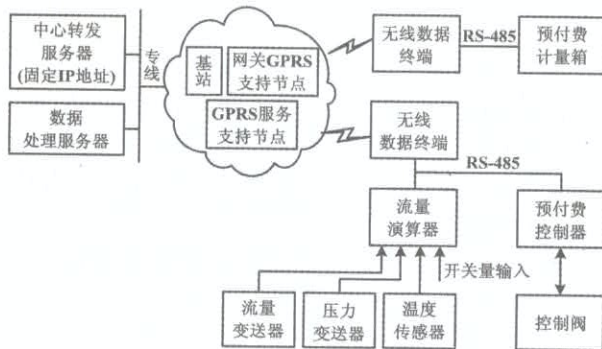 中心转发
服务器
(固定IP地址)
数据
处理服务器
专线
基站
网关GPRS
支持节点
GPRS服务
支持节点
无线数据
终端
RS-485
预付费
计量箱
无线
数据终端
RS-485
流量
演算器
预付费
控制器
开关量输入
流量
变送器
压力
变送器
温度
传感器
控制阀